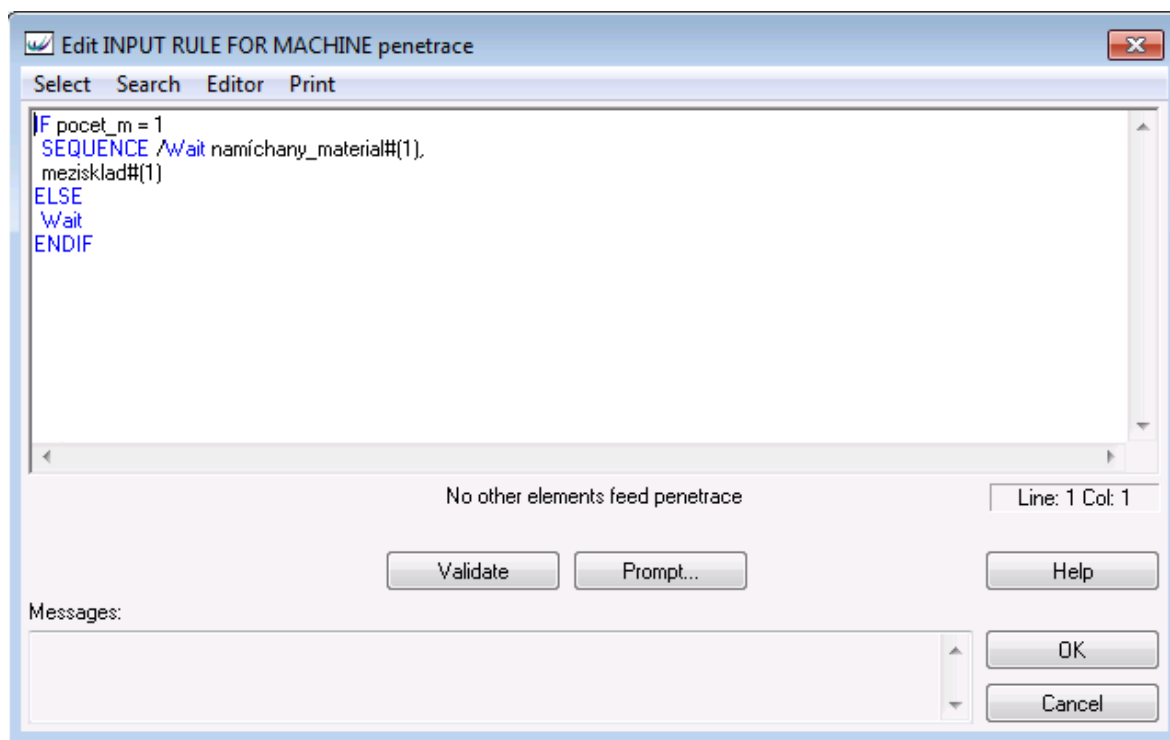 Edit INPUT RULE FOR MACHINE penetrace
Select Search Editor Print
IF pocet_m = 1
SEQUENCE /Wait namíchany_material#(1),
mezisklad#(1)
ELSE
Wait
ENDIF
No other elements feed penetrace
Line: 1 Col: 1
Validate Prompt... Help
Messages:
OK
Cancel